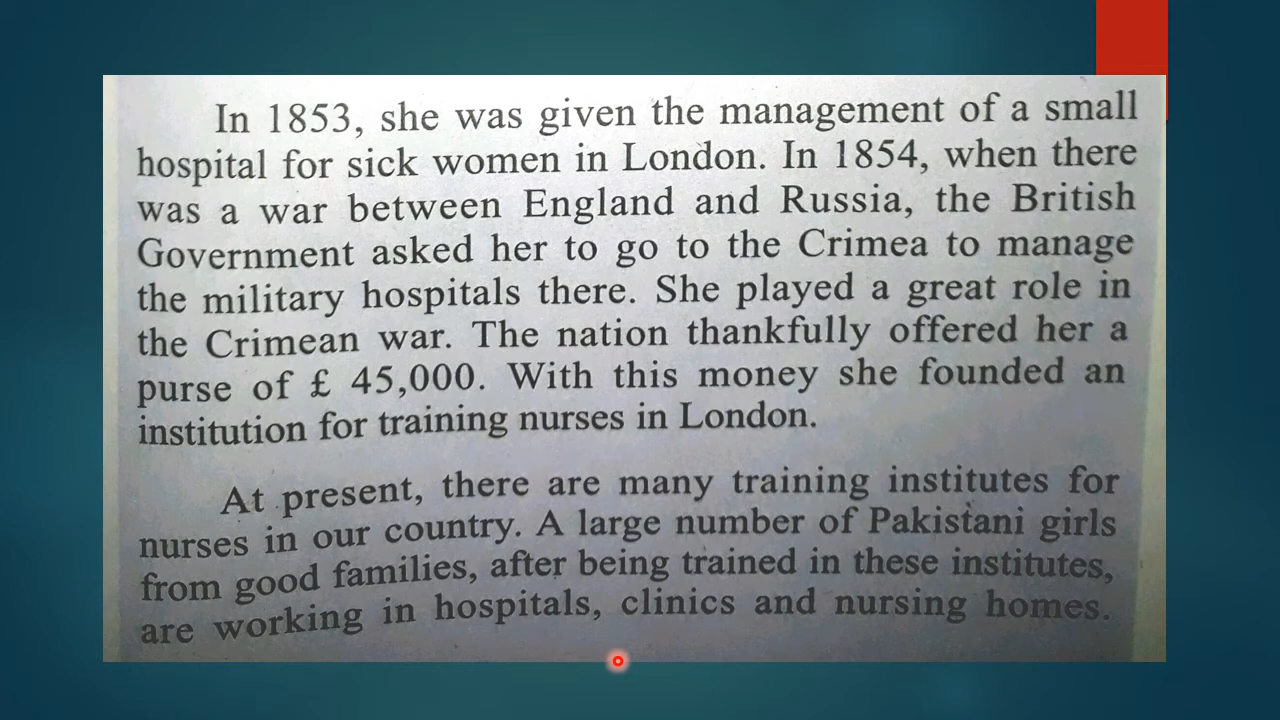 In 1853, she was given the management of a small
hospital for sick women in London. In 1854, when there
was a war between England and Russia, the British
Government asked her to go to the Crimea to manage
the military hospitals there. She played a great role in
the Crimean war. The nation thankfully offered her a
purse of £ 45,000. With this money she founded an
institution for training nurses in London.
At present, there are many training institutes for
nurses in our country. A large number of Pakistani girls
from good families, after being trained in these institutes,
are working in hospitals, clinics and nursing homes.